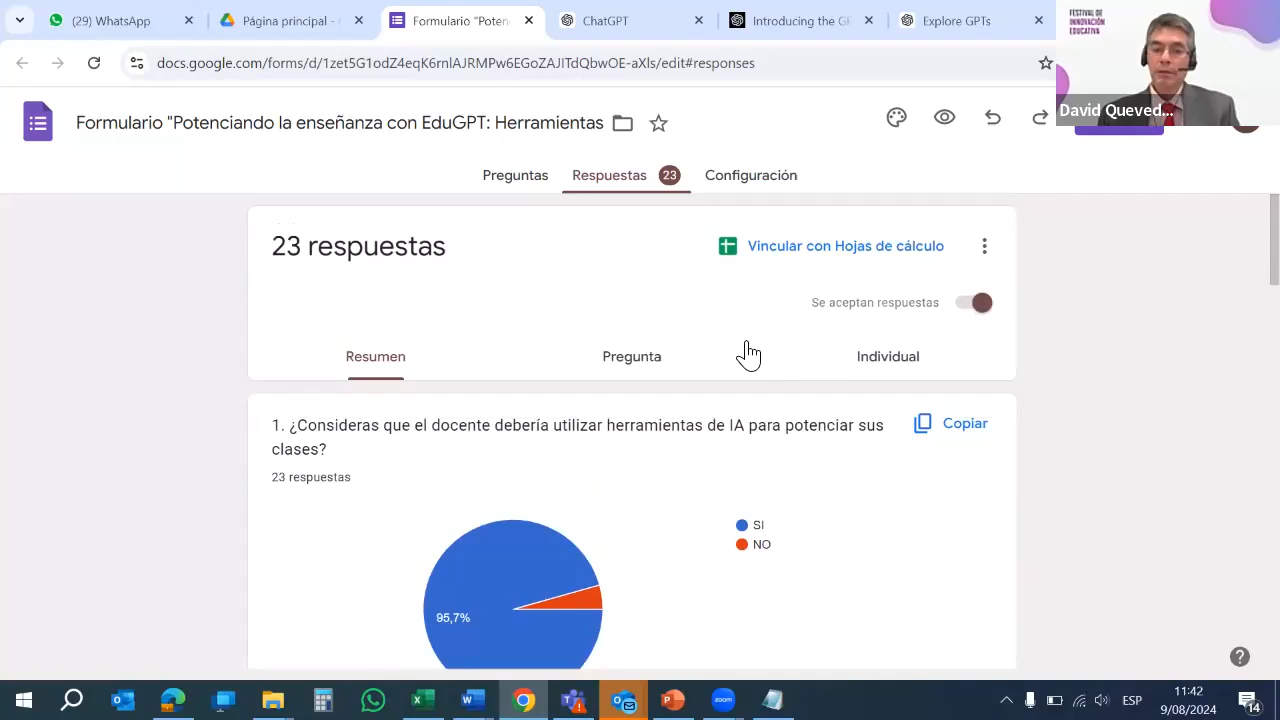 (29) WhatsApp
Página principal -
Formulario "Poten
ChatGPT
Introducing the G
Explore GPTs
FESTIVAL DE
INNOVACIÓN
EDUCATIVA
docs.google.com/forms/d/1zet5G1odZ4eqK6rnlAJRMPw6EGoZAJlTdQbwOE-aXls/edit#responses
David Queved...
Formulario "Potenciando la enseñanza con EduGPT: Herramientas
Preguntas
Respuestas 23
Configuración
23 respuestas
Vincular con Hojas de cálculo
Se aceptan respuestas
Resumen
Pregunta
Individual
1. ¿Consideras que el docente debería utilizar herramientas de IA para potenciar sus
clases?
Copiar
23 respuestas
SI
NO
95,7%
zoom
ESP
11:42
9/08/2024
14